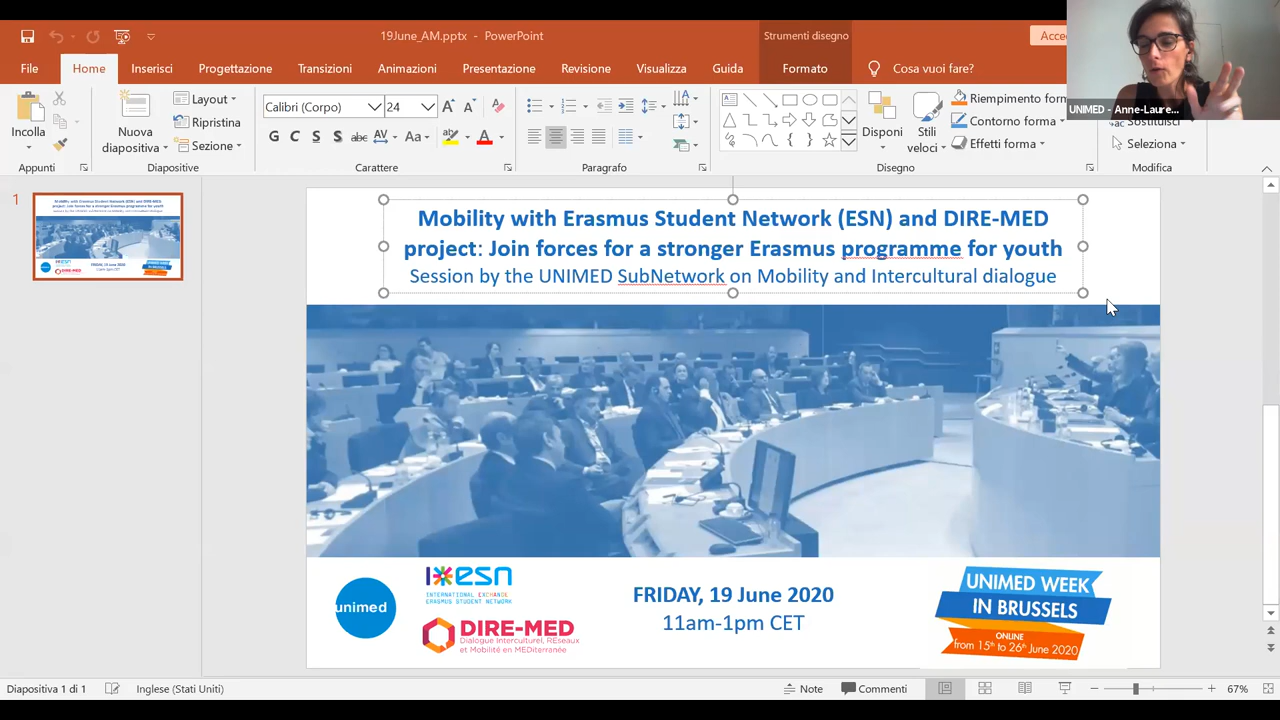 19June_AM.pptx - PowerPoint
Strumenti disegno
Acce
File
Home
Inserisci
Progettazione
Transizioni
Animazioni
Presentazione
Revisione
Visualizza
Guida
Formato
Cosa vuoi fare?
UNIMED - Anne-Laure...
Incolla
Nuova
diapositiva
Layout
Ripristina
Sezione
Calibri (Corpo)
24
G C S S abc AV Aa A
Disponi
Stili
veloci
Riempimento forn
Contorno forma
Effetti forma
Sostituisci
Seleziona
Appunti
Diapositive
Carattere
Paragrafo
Disegno
Modifica
1
Mobility with Erasmus Student Network (ESN) and DIRE-MED
project: Join forces for a stronger Erasmus programme for youth
Session by the UNIMED SubNetwork on Mobility and Intercultural dialogue
unimed
esn
INTERNATIONAL EXCHANGE
ERASMUS STUDENT NETWORK
DIRE-MED
Dialogue Interculturel, REseaux
et Mobilité en MEDiterranée
FRIDAY, 19 June 2020
11am-1pm CET
UNIMED WEEK
IN BRUSSELS
ONLINE
from 15th to 26th June 2020
Diapositiva 1 di 1
Inglese (Stati Uniti)
Note
Commenti
67%